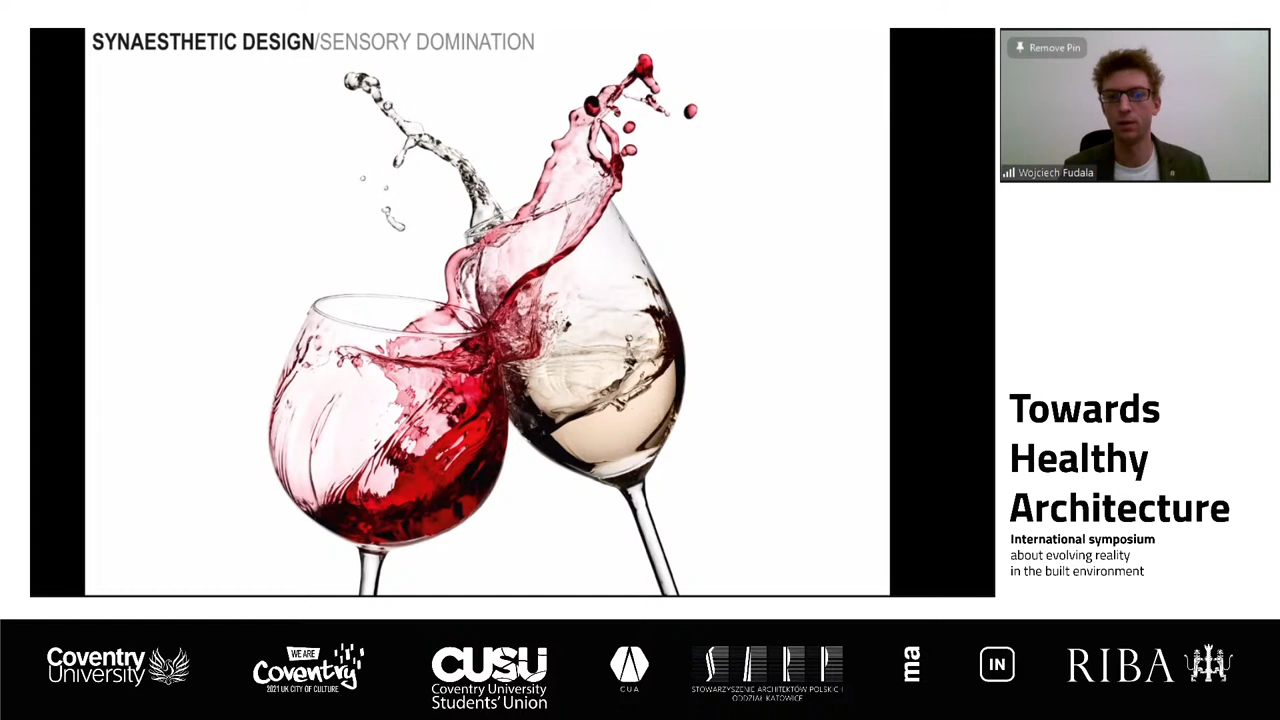 SYNAESTHETIC DESIGN/SENSORY DOMINATION
Remove Pin
Wojciech Fudala
Towards
Healthy
Architecture
International symposium
about evolving reality
in the built environment
Coventry
University
WE ARE
Coventry
2021 UK CITY OF CULTURE
CUSU
Coventry University
Students' Union
CUA
SARP
STOWARZYSZENIE ARCHITEKTÓW POLSKICH
ODDZIAŁ KATOWICE
ma
IN
RIBA